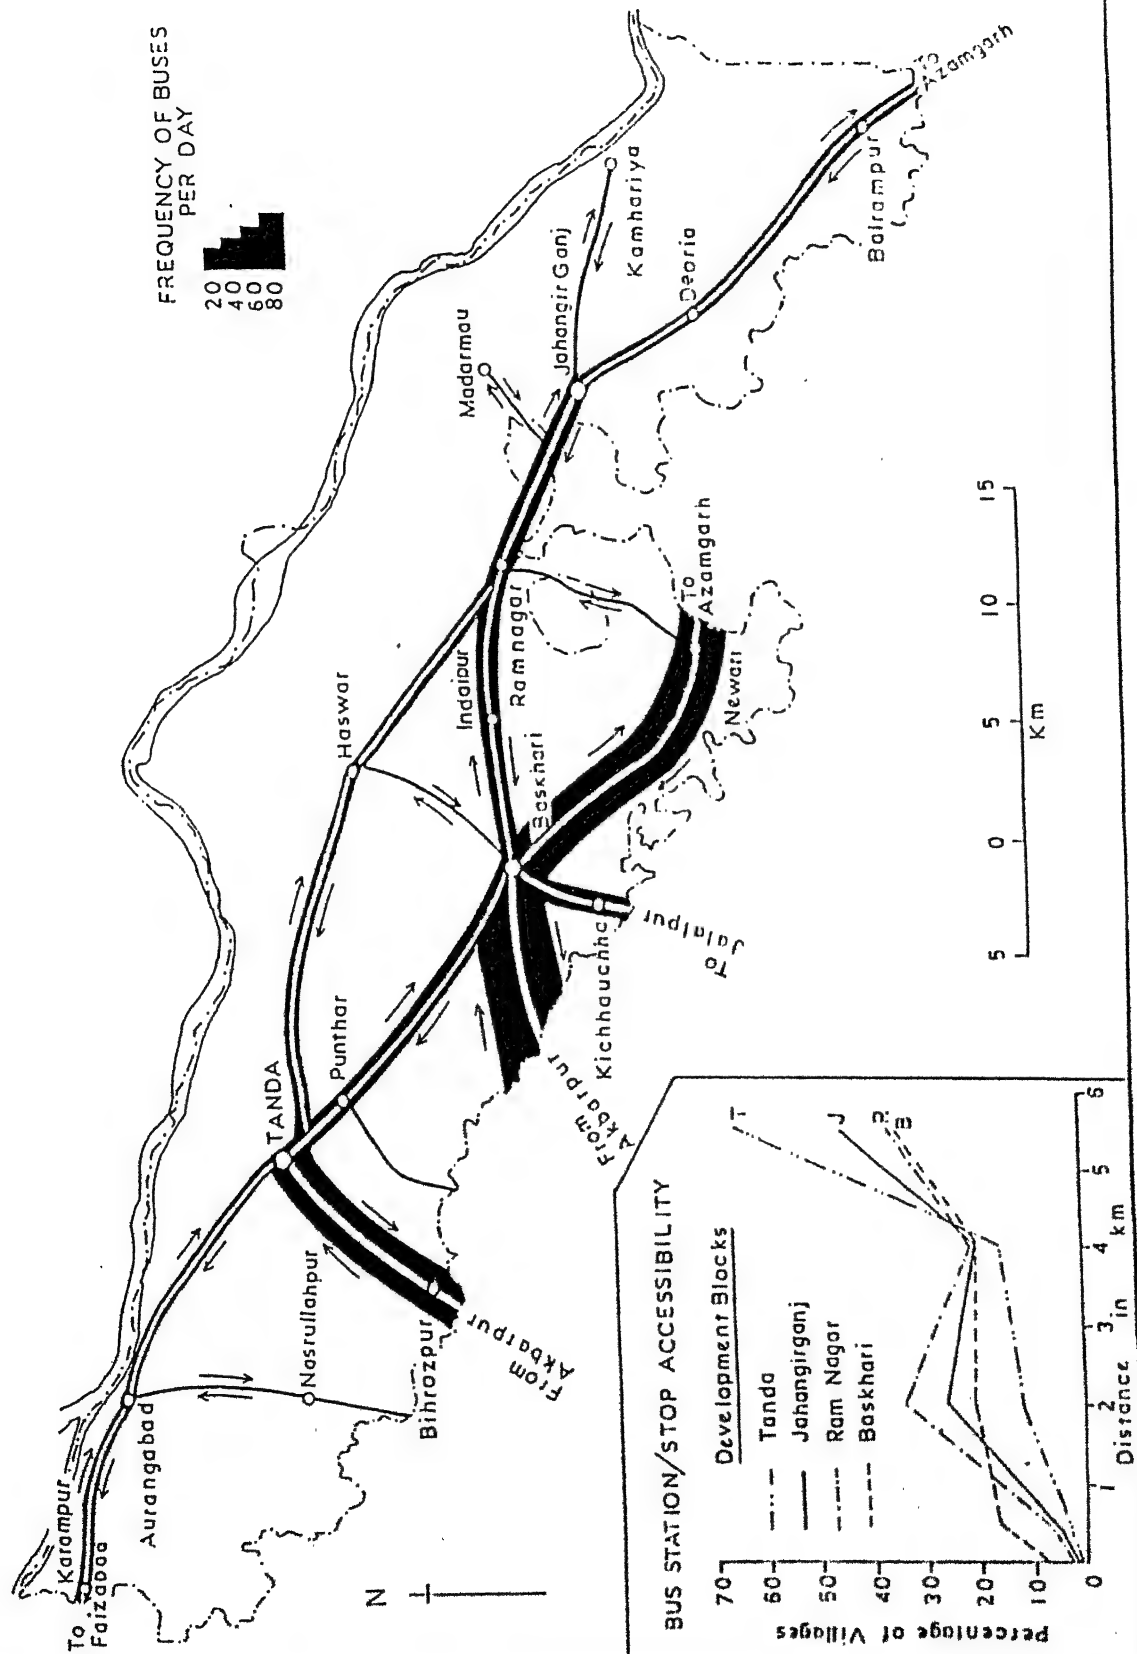 FREQUENCY OF BUSES
PER DAY
20
40
60
80
To
Faizabad
Karampur
Aurangabad
Nasrullahpur
Bihrozpur
From
Akbarpur
TANDA
Punthar
Haswar
From
Akbarpur
Kichhauchha
To
Jalalpur
Baskhari
Indaipur
Ramnagar
Newari
To
Azamgarh
Madarmau
Jahangir Ganj
Kamhariya
Dearia
Balrampur
To
Azamgarh
N
5 0 5 10 15
Km
BUS STATION/STOP ACCESSIBILITY
Development Blocks
Tanda
Jahangirganj
Ram Nagar
Baskhari
T
J
R
B
Percentage of Villages
70
60
50
40
30
20
10
0
1 2 3 4 5 6
Distance in km